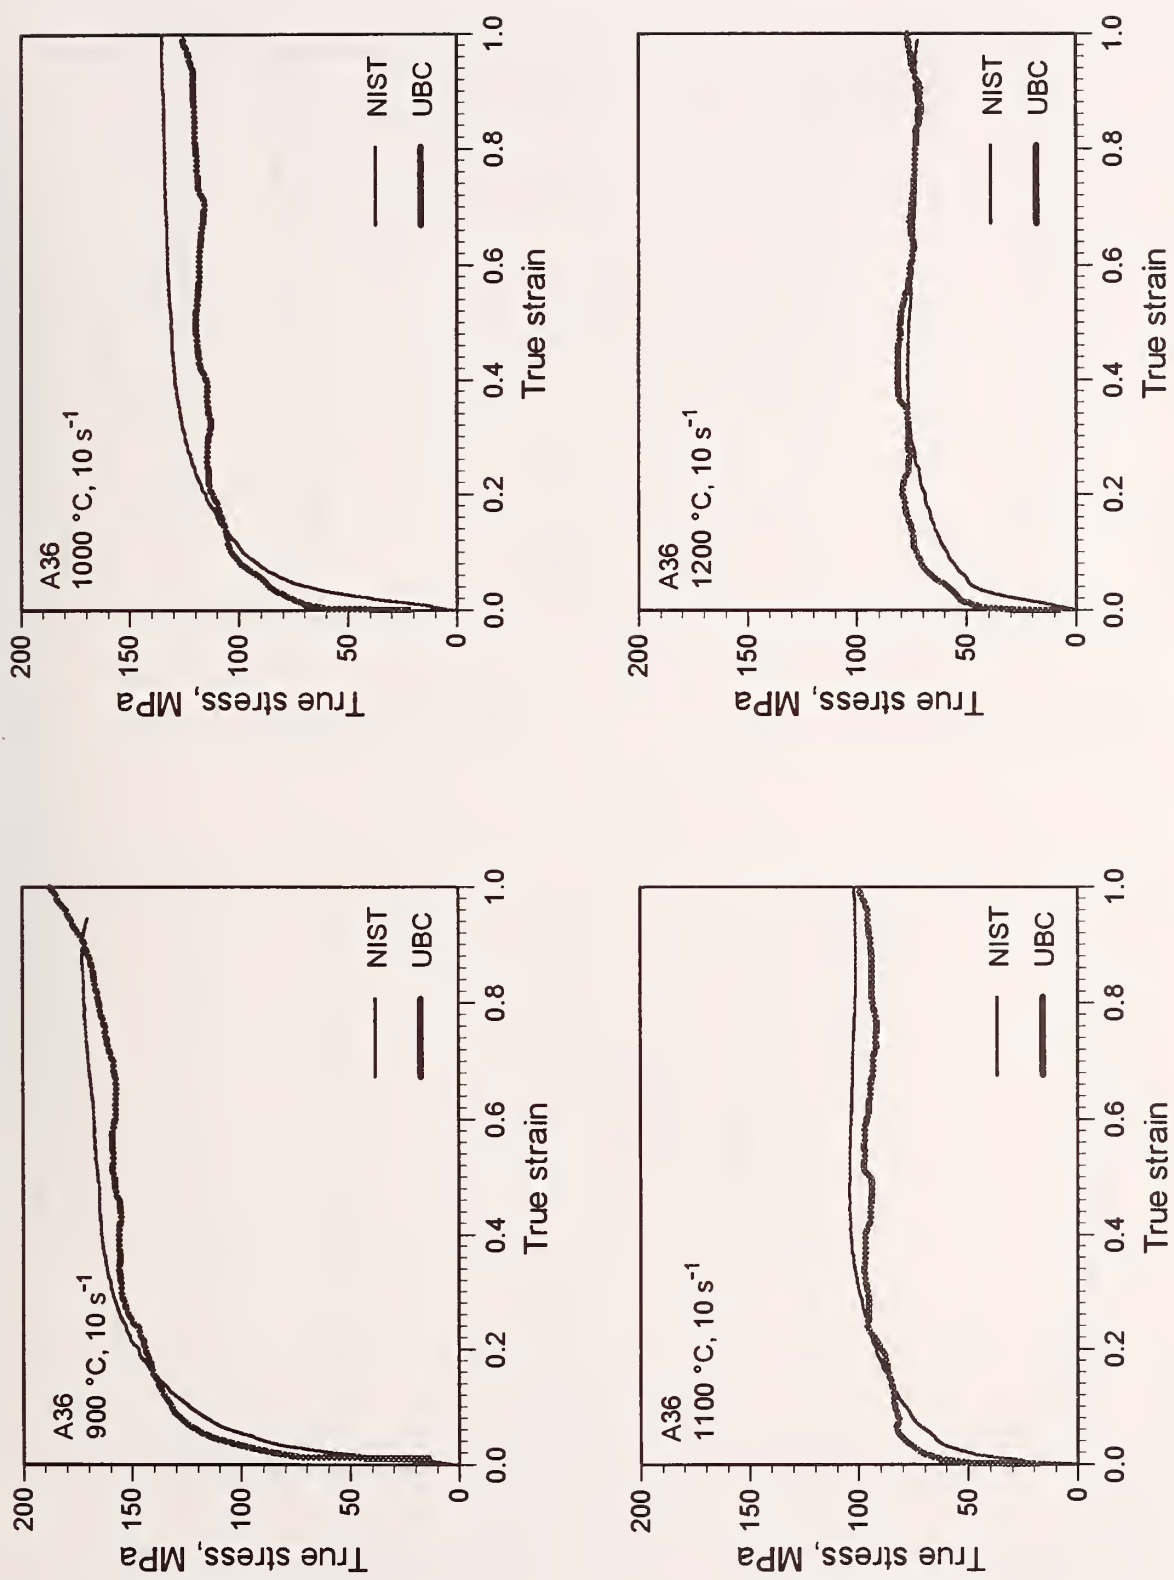 True stress, MPa
200
150
100
50
0
A36
900 °C, 10 s⁻¹
NIST
UBC
0.0 0.2 0.4 0.6 0.8 1.0
True strain
True stress, MPa
200
150
100
50
0
A36
1000 °C, 10 s⁻¹
NIST
UBC
0.0 0.2 0.4 0.6 0.8 1.0
True strain
True stress, MPa
200
150
100
50
0
A36
1100 °C, 10 s⁻¹
NIST
UBC
0.0 0.2 0.4 0.6 0.8 1.0
True strain
True stress, MPa
200
150
100
50
0
A36
1200 °C, 10 s⁻¹
NIST
UBC
0.0 0.2 0.4 0.6 0.8 1.0
True strain